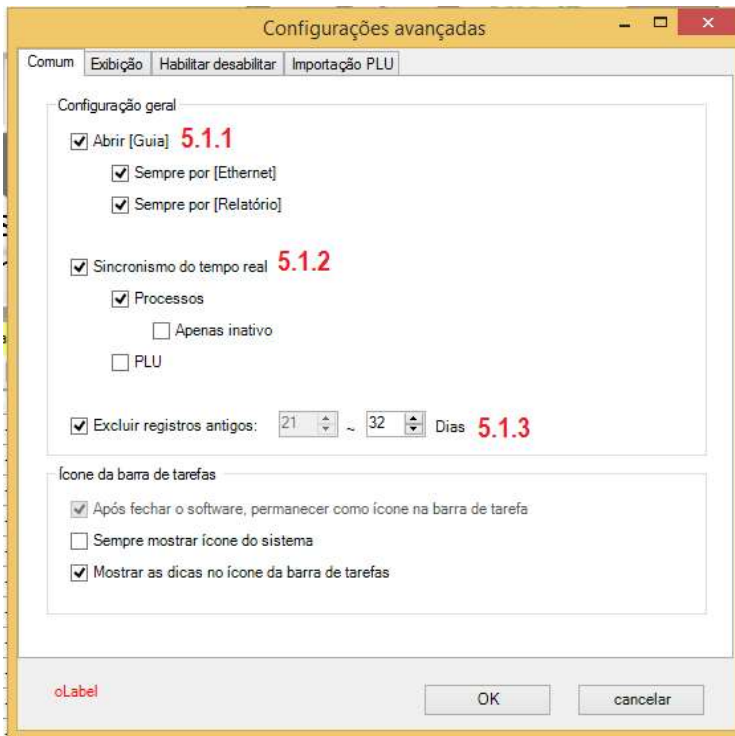 Configurações avançadas
Comum Exibição Habilitar desabilitar Importação PLU
Configuração geral
Abrir [Guia] 5.1.1
Sempre por [Ethernet]
Sempre por [Relatório]
Sincronismo do tempo real 5.1.2
Processos
Apenas inativo
PLU
Excluir registros antigos: 21 ~ 32 Dias 5.1.3
Ícone da barra de tarefas
Após fechar o software, permanecer como ícone na barra de tarefa
Sempre mostrar ícone do sistema
Mostrar as dicas no ícone da barra de tarefas
oLabel OK cancelar